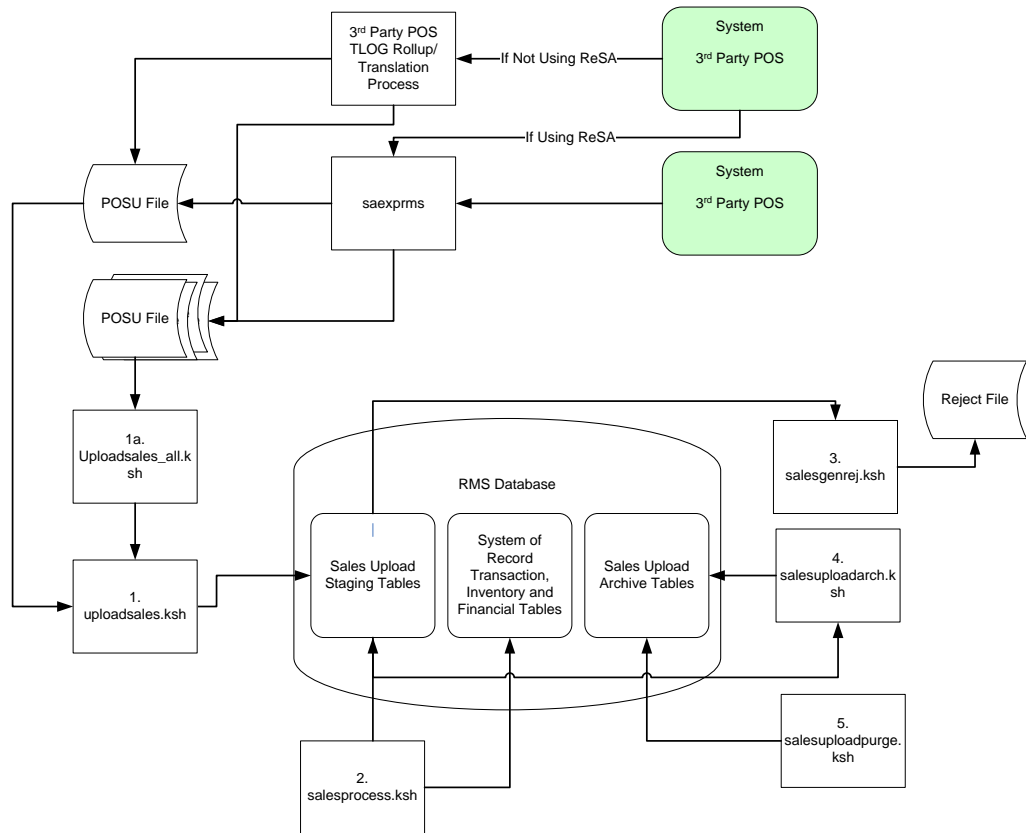 3rd Party POS
TLOG Rollup/
Translation
Process
If Not Using ReSA
System
3rd Party POS
If Using ReSA
POSU File
saexprms
System
3rd Party POS
POSU File
1a.
Uploadsales_all.k
sh
1.
uploadsales.ksh
RMS Database
Sales Upload
Staging Tables
System of
Record
Transaction,
Inventory and
Financial Tables
Sales Upload
Archive Tables
3.
salesgenrej.ksh
Reject File
4.
salesuploadarch.k
sh
2.
salesprocess.ksh
5.
salesuploadpurge.
ksh